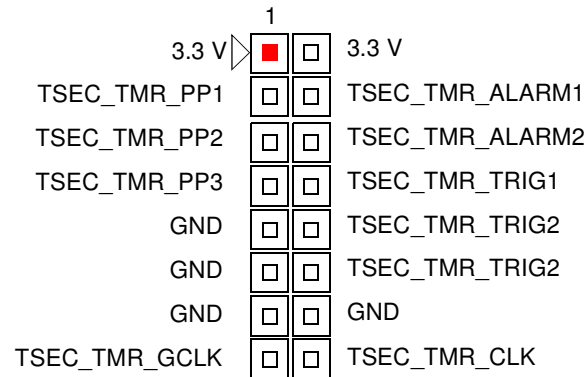 1
3.3 V 3.3 V
TSEC_TMR_PP1 TSEC_TMR_ALARM1
TSEC_TMR_PP2 TSEC_TMR_ALARM2
TSEC_TMR_PP3 TSEC_TMR_TRIG1
GND TSEC_TMR_TRIG2
GND TSEC_TMR_TRIG2
GND GND
TSEC_TMR_GCLK TSEC_TMR_CLK